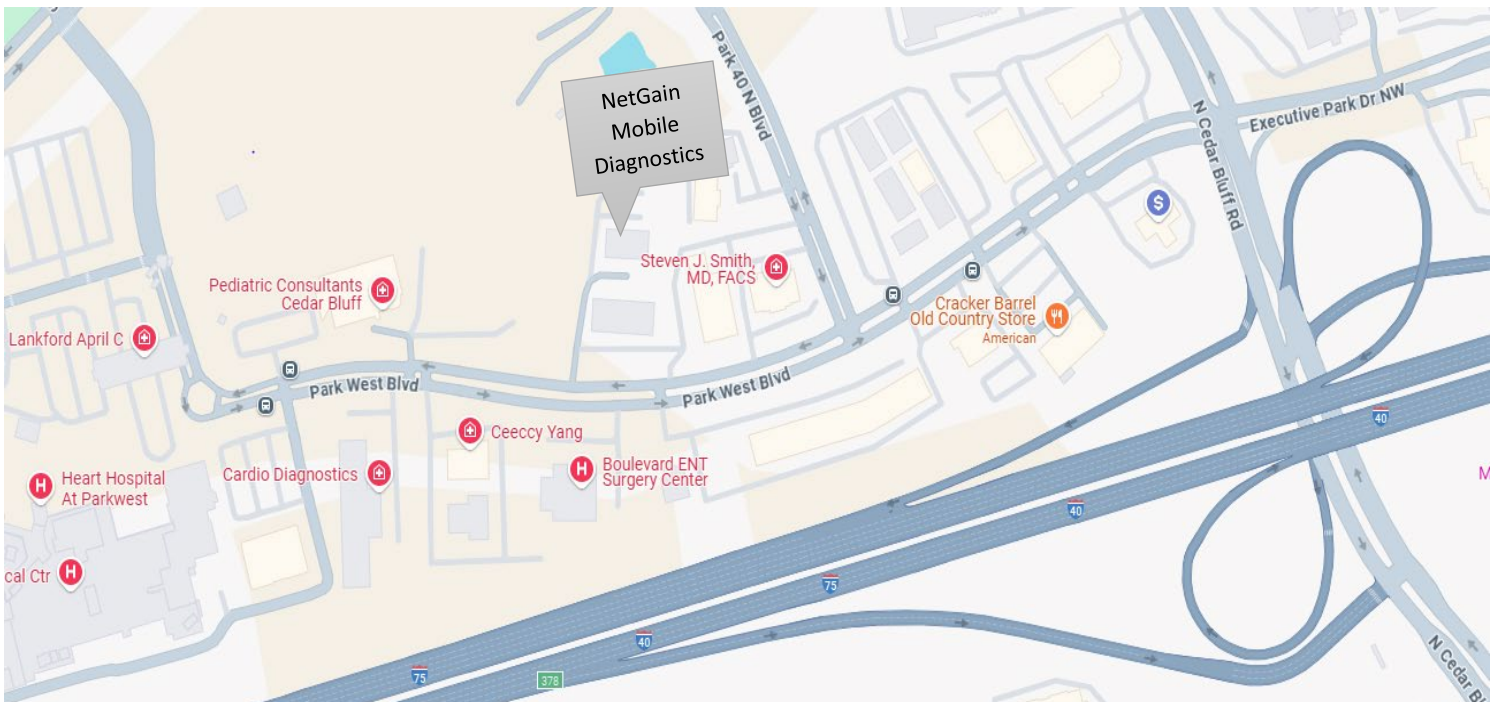 NetGain
Mobile
Diagnostics
Park 40 N Blvd
N Cedar Bluff Rd
Executive Park Dr NW
$
Steven J. Smith,
MD, FACS
Pediatric Consultants
Cedar Bluff
Cracker Barrel
Old Country Store
American
Lankford April C
Park West Blvd
Park West Blvd
40
Ceeccy Yang
Cardio Diagnostics
H
Boulevard ENT
Surgery Center
H
Heart Hospital
At Parkwest
M
40
H
cal Ctr
75
40
75
378
N Cedar Bl